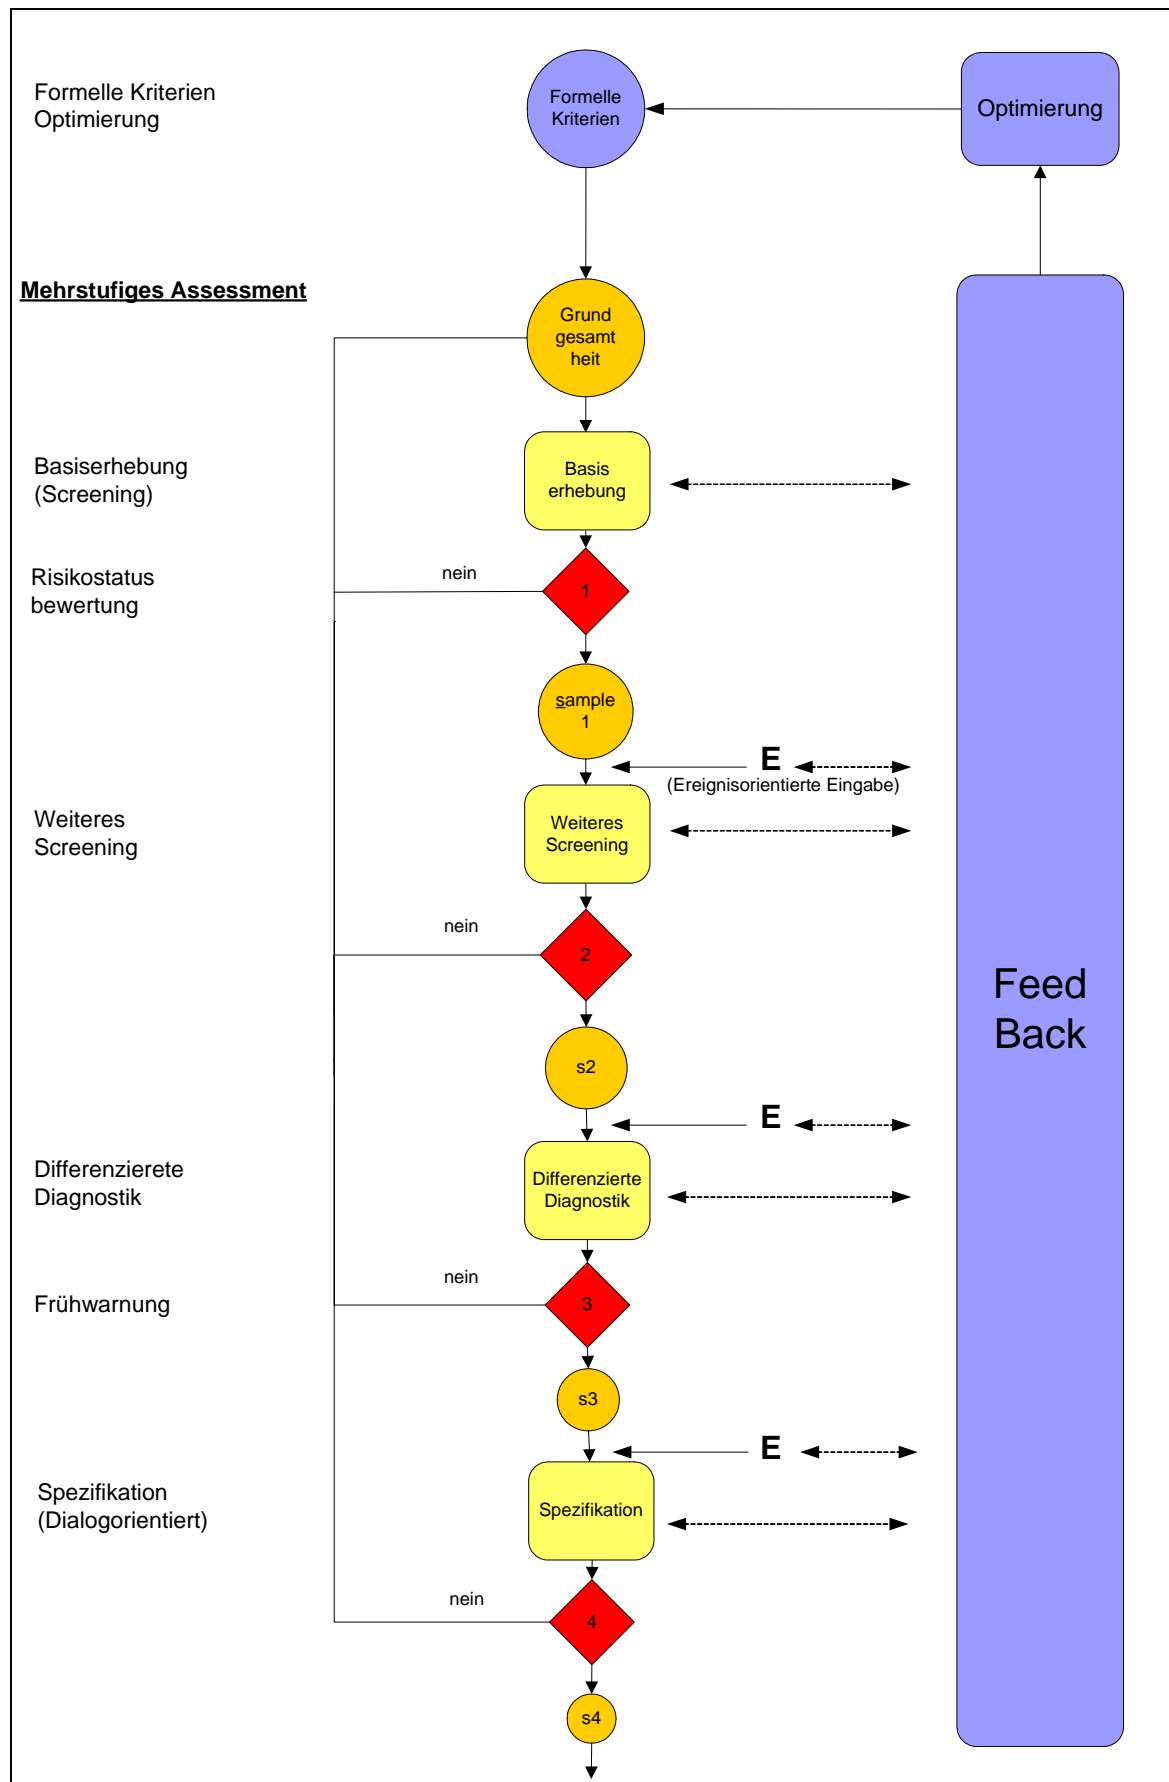 Formelle Kriterien
Optimierung
Formelle
Kriterien
Optimierung
Mehrstufiges Assessment
Grund
gesamt
heit
Basiserhebung
(Screening)
Basis
erhebung
Risikostatus
bewertung
nein
1
sample
1
E
(Ereignisorientierte Eingabe)
Weiteres
Screening
Weiteres
Screening
nein
2
Feed
Back
s2
E
Differenzierete
Diagnostik
Differenzierte
Diagnostik
nein
Frühwarnung
3
s3
E
Spezifikation
(Dialogorientiert)
Spezifikation
nein
4
s4